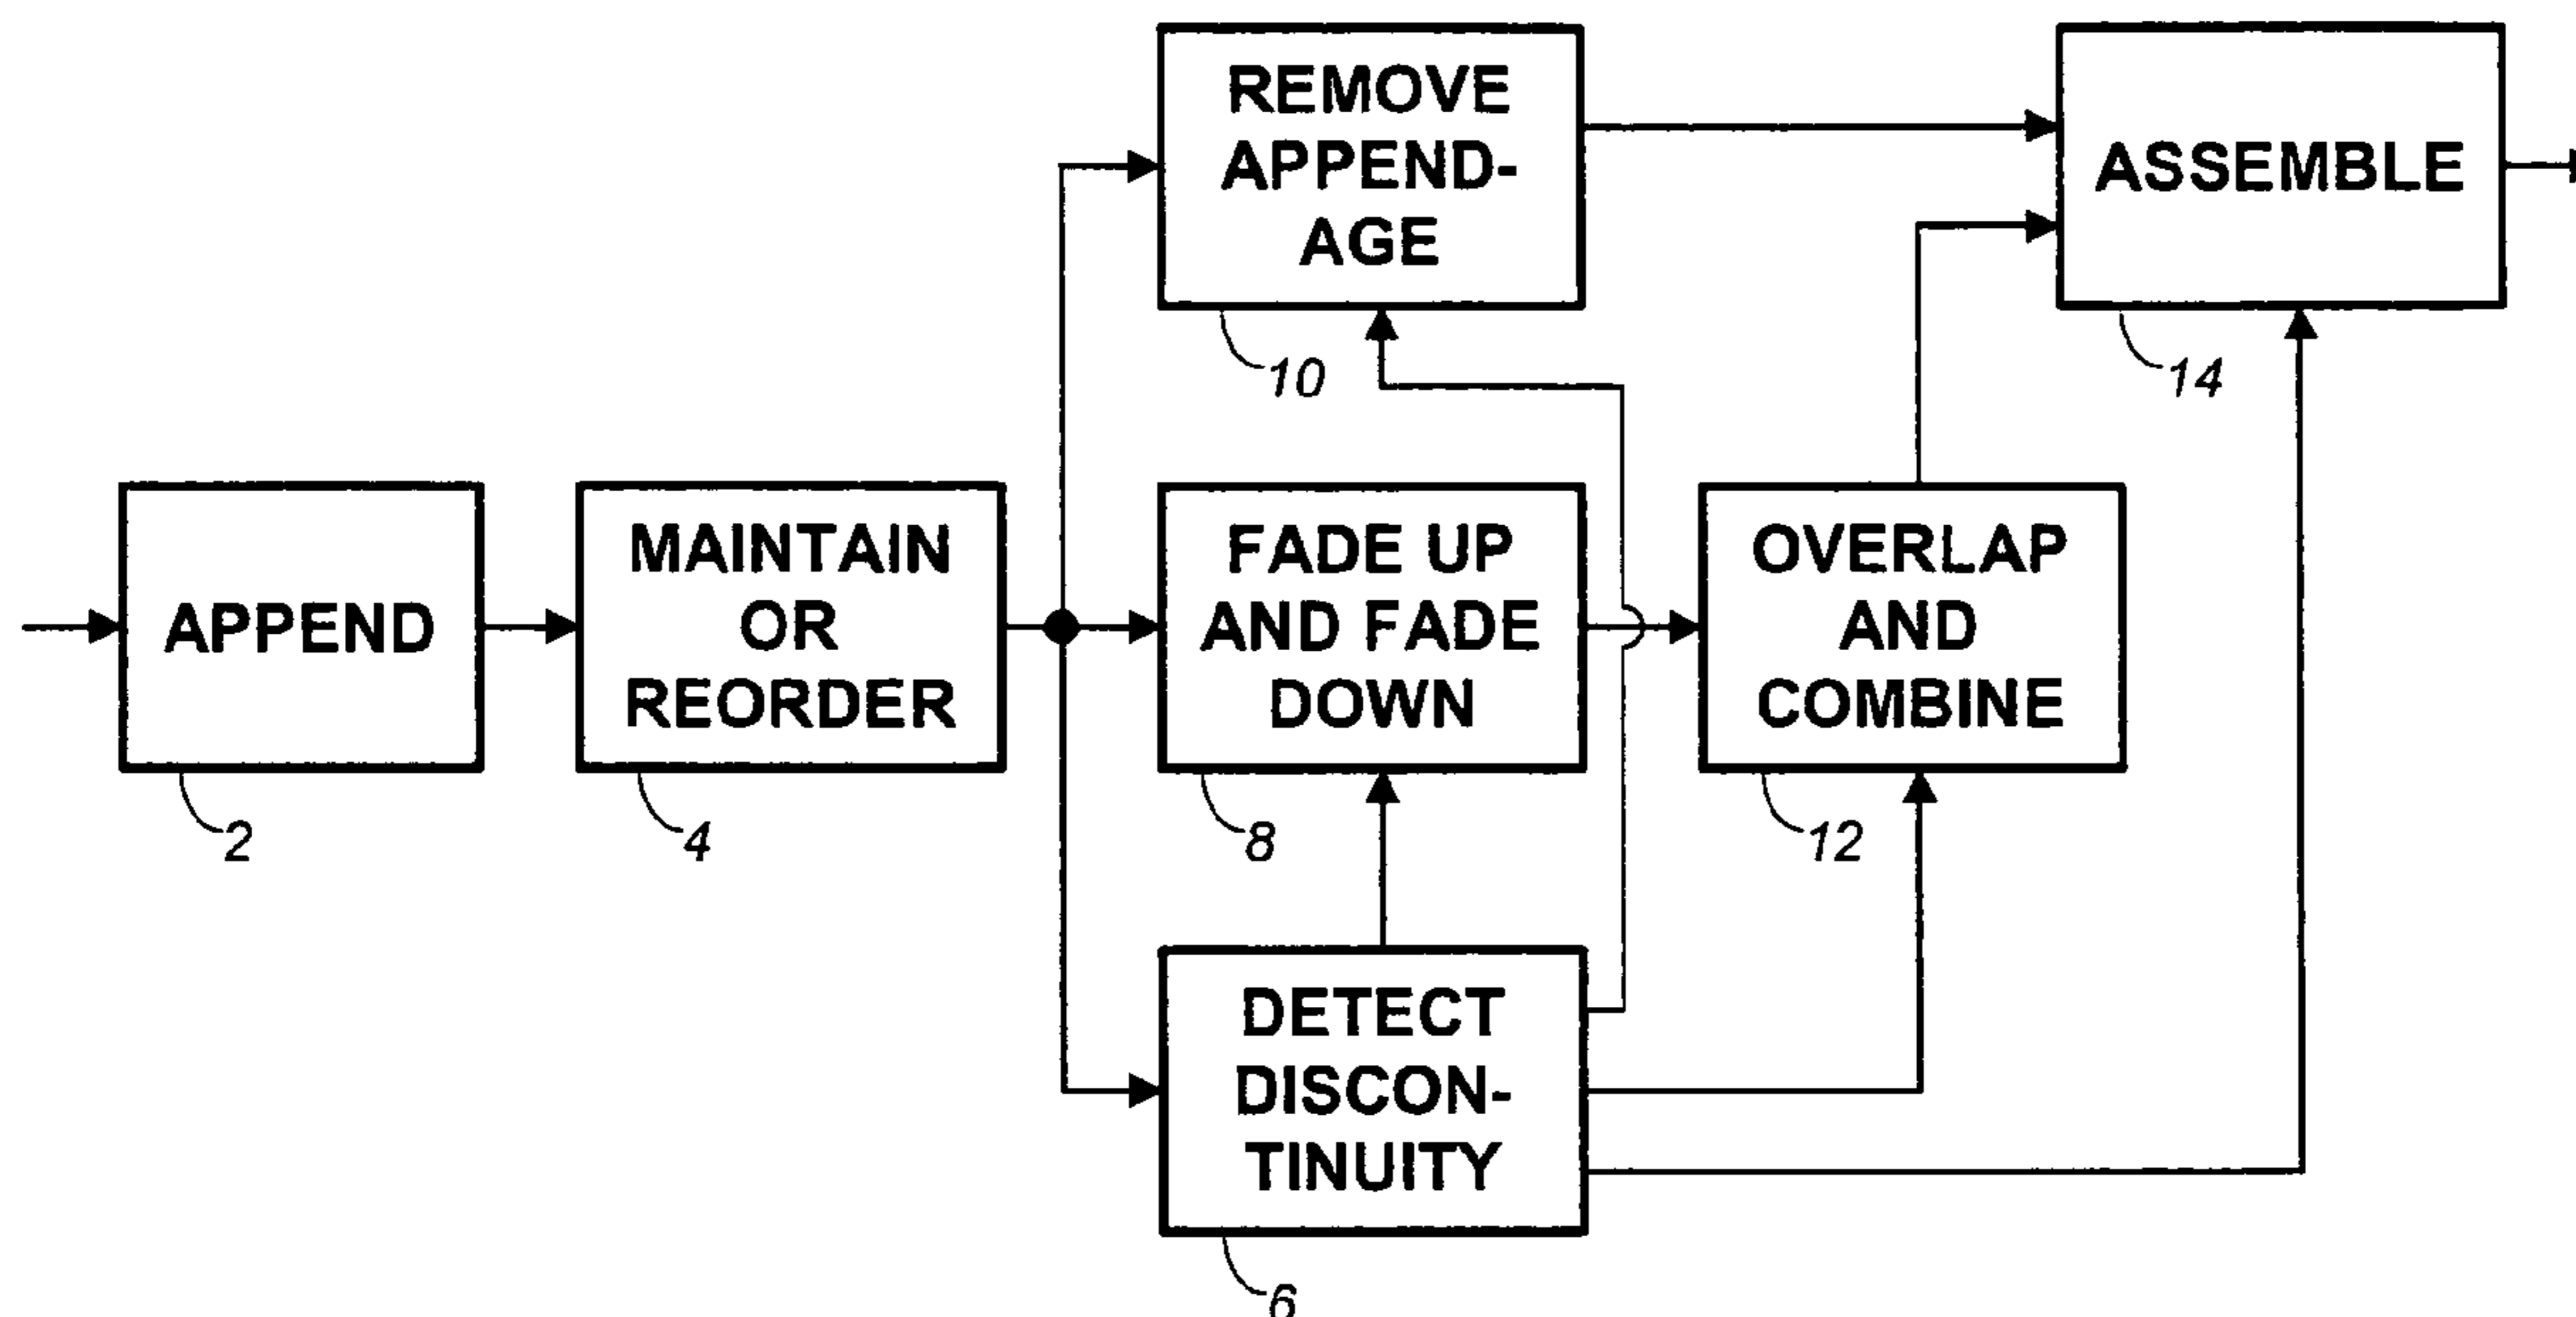 REMOVE
APPEND-
AGE
10
ASSEMBLE
14
APPEND
2
MAINTAIN
OR
REORDER
4
FADE UP
AND FADE
DOWN
8
OVERLAP
AND
COMBINE
12
DETECT
DISCON-
TINUITY
6